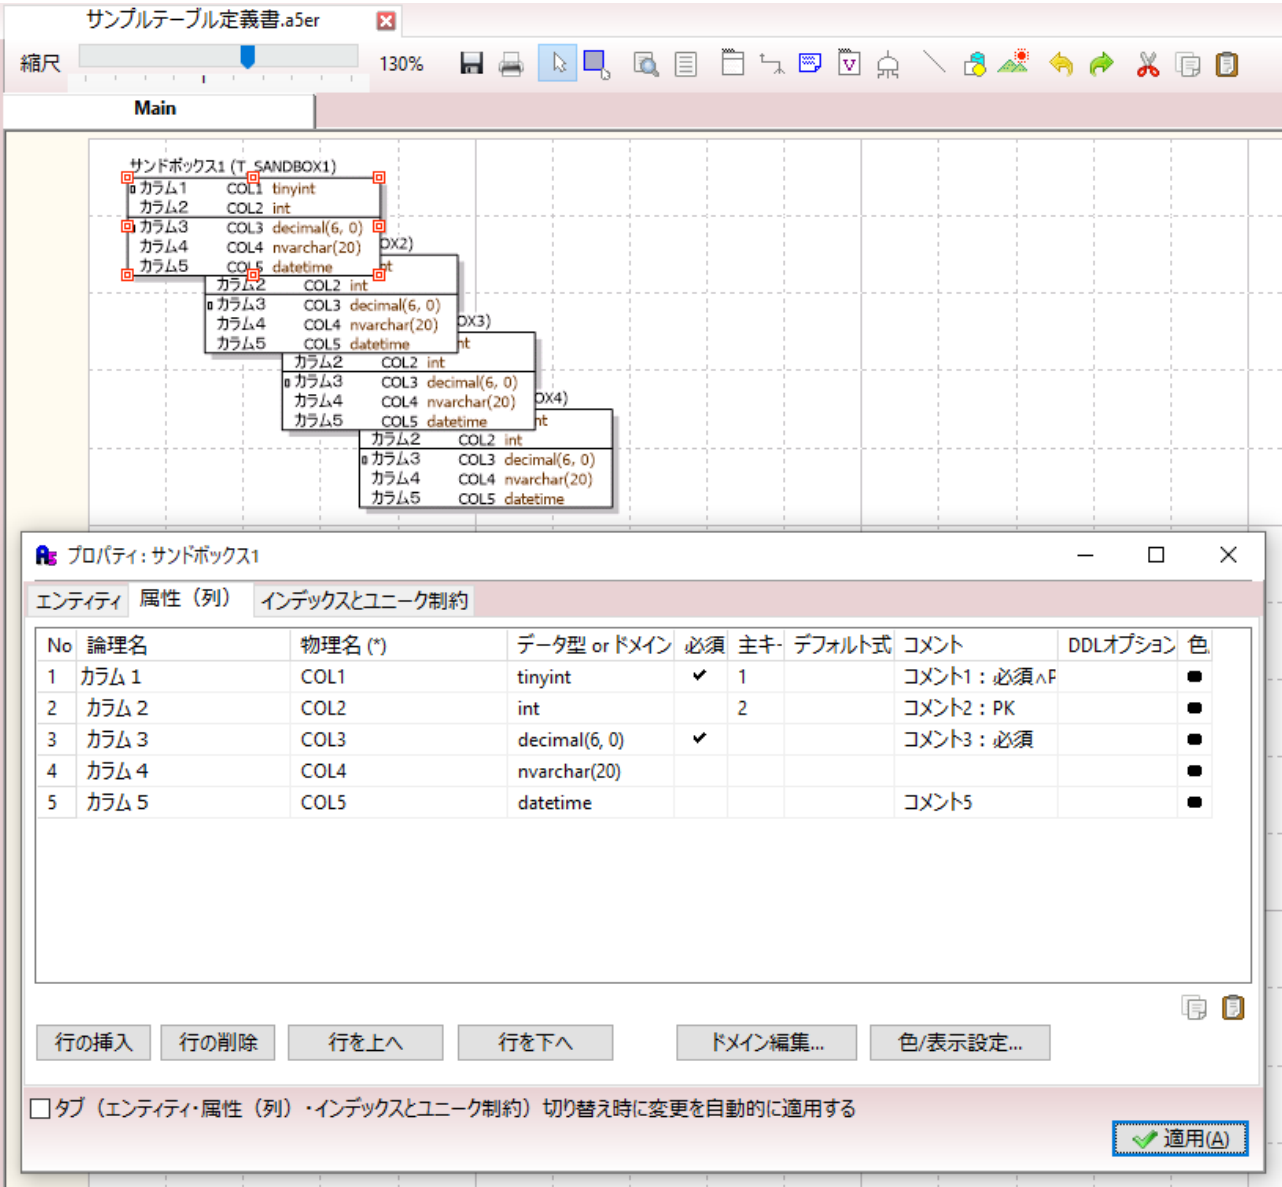 サンプルテーブル定義書.a5er
縮尺 130%
Main
サンドボックス1 (T_SANDBOX1)
カラム1 COL1 tinyint
カラム2 COL2 int
カラム3 COL3 decimal(6, 0)
カラム4 COL4 nvarchar(20)
カラム5 COL5 datetime
OX2)
nt
カラム2 COL2 int
カラム3 COL3 decimal(6, 0)
カラム4 COL4 nvarchar(20)
カラム5 COL5 datetime
OX3)
nt
カラム2 COL2 int
カラム3 COL3 decimal(6, 0)
カラム4 COL4 nvarchar(20)
カラム5 COL5 datetime
OX4)
nt
カラム2 COL2 int
カラム3 COL3 decimal(6, 0)
カラム4 COL4 nvarchar(20)
カラム5 COL5 datetime
プロパティ: サンドボックス1
エンティティ 属性（列） インデックスとユニーク制約
No 論理名 物理名 (*) データ型 or ドメイン 必須 主キー デフォルト式 コメント DDLオプション 色
1 カラム1 COL1 tinyint ✔ 1 コメント1：必須∧P
2 カラム2 COL2 int 2 コメント2：PK
3 カラム3 COL3 decimal(6, 0) ✔ コメント3：必須
4 カラム4 COL4 nvarchar(20)
5 カラム5 COL5 datetime コメント5
行の挿入 行の削除 行を上へ 行を下へ ドメイン編集... 色/表示設定...
タブ（エンティティ・属性（列）・インデックスとユニーク制約）切り替え時に変更を自動的に適用する
適用(A)